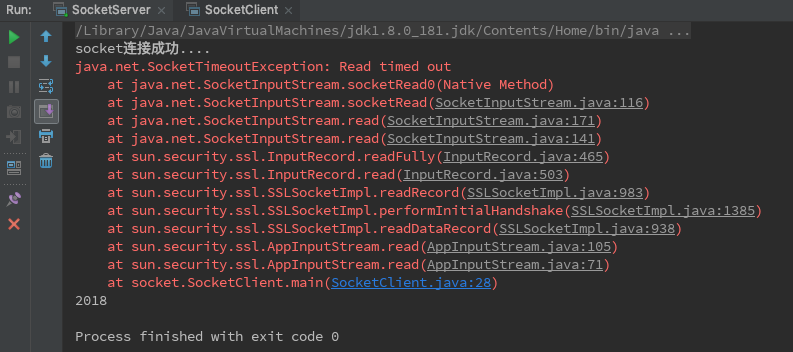 Run: SocketServer × SocketClient ×
/Library/Java/JavaVirtualMachines/jdk1.8.0_181.jdk/Contents/Home/bin/java ...
socket连接成功....
java.net.SocketTimeoutException: Read timed out
at java.net.SocketInputStream.socketRead0(Native Method)
at java.net.SocketInputStream.socketRead(SocketInputStream.java:116)
at java.net.SocketInputStream.read(SocketInputStream.java:171)
at java.net.SocketInputStream.read(SocketInputStream.java:141)
at sun.security.ssl.InputRecord.readFully(InputRecord.java:465)
at sun.security.ssl.InputRecord.read(InputRecord.java:503)
at sun.security.ssl.SSLSocketImpl.readRecord(SSLSocketImpl.java:983)
at sun.security.ssl.SSLSocketImpl.performInitialHandshake(SSLSocketImpl.java:1385)
at sun.security.ssl.SSLSocketImpl.readDataRecord(SSLSocketImpl.java:938)
at sun.security.ssl.AppInputStream.read(AppInputStream.java:105)
at sun.security.ssl.AppInputStream.read(AppInputStream.java:71)
at socket.SocketClient.main(SocketClient.java:28)
2018
Process finished with exit code 0